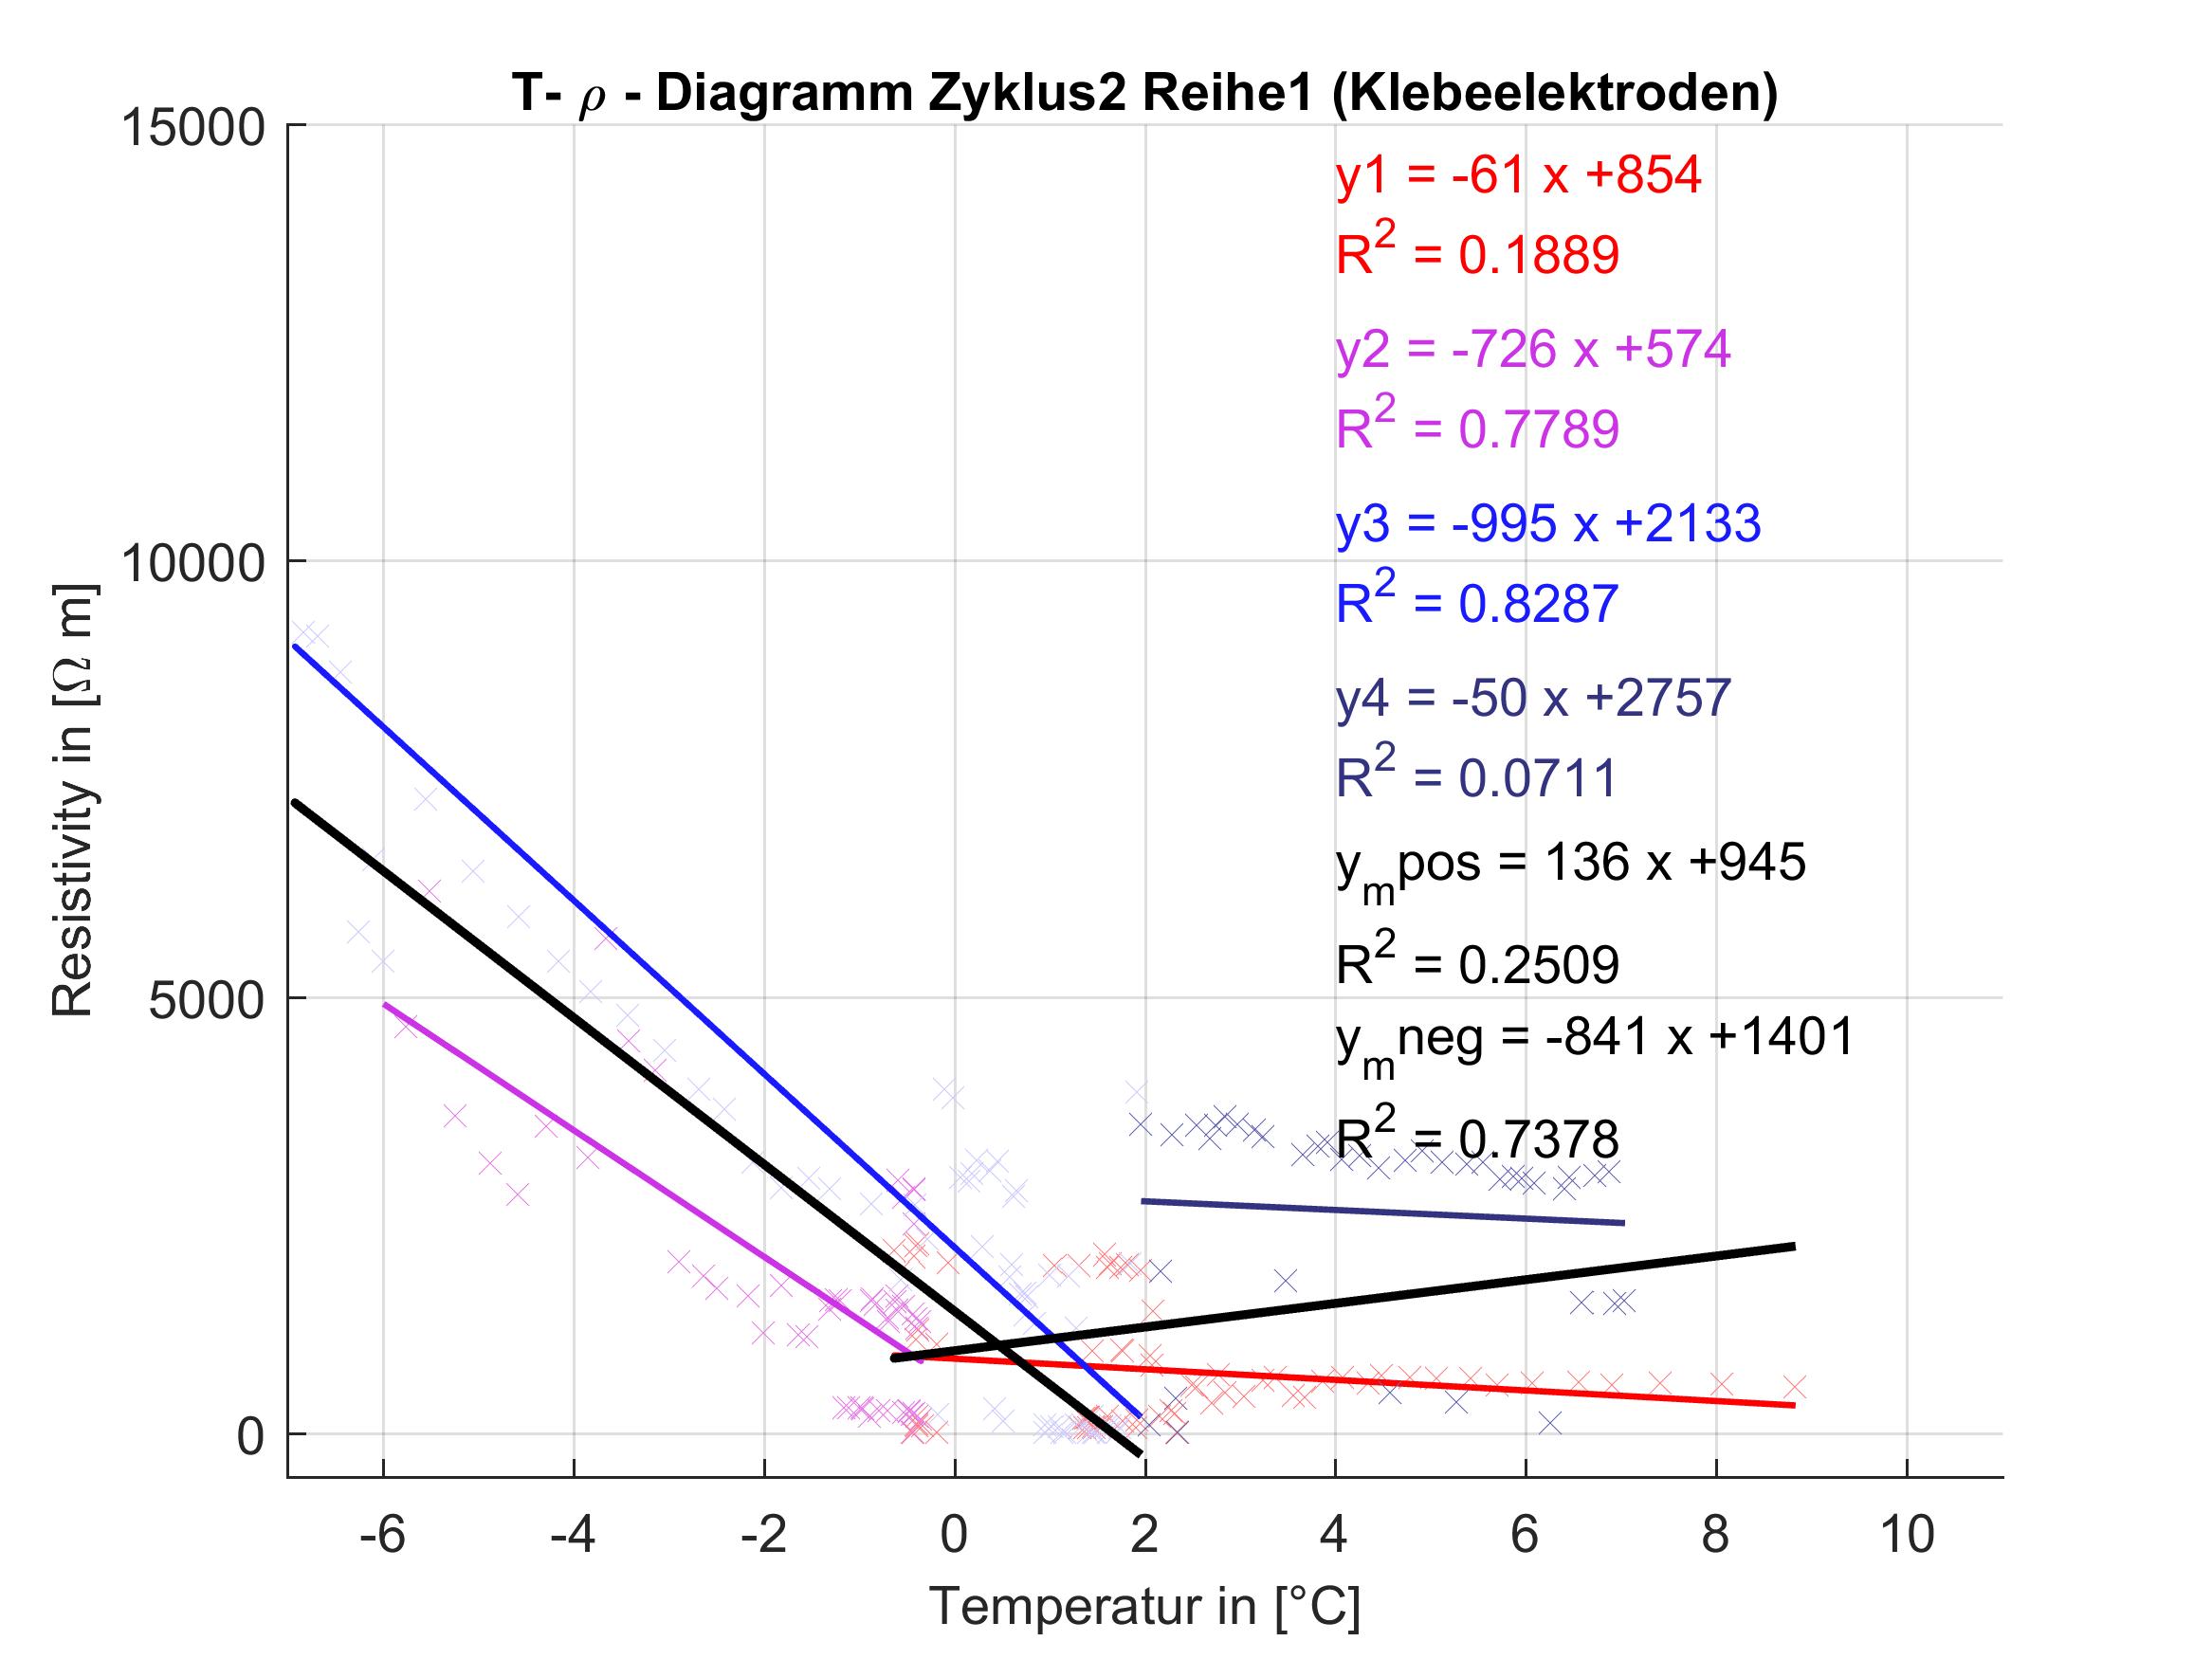 T- ρ - Diagramm Zyklus2 Reihe1 (Klebeelektroden)
15000
10000
5000
0
Resistivity in [Ω m]
y1 = -61 x +854
R² = 0.1889
y2 = -726 x +574
R² = 0.7789
y3 = -995 x +2133
R² = 0.8287
y4 = -50 x +2757
R² = 0.0711
yₘpos = 136 x +945
R² = 0.2509
yₘneg = -841 x +1401
R² = 0.7378
-6 -4 -2 0 2 4 6 8 10
Temperatur in [°C]